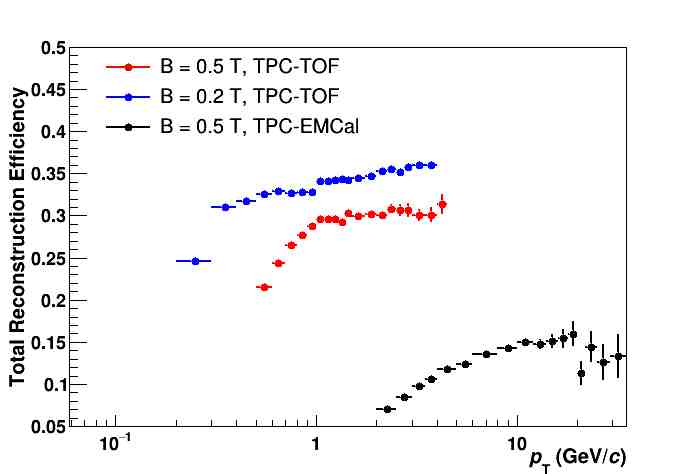 Total Reconstruction Efficiency
0.5
0.45
0.4
0.35
0.3
0.25
0.2
0.15
0.1
0.05
B = 0.5 T, TPC-TOF
B = 0.2 T, TPC-TOF
B = 0.5 T, TPC-EMCal
10⁻¹ 1 10
p_T (GeV/c)